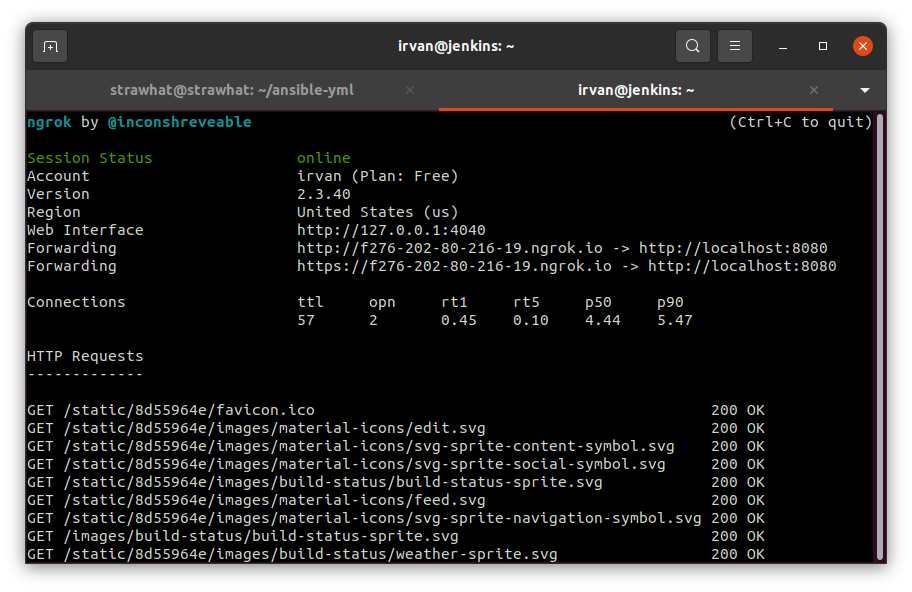 irvan@jenkins: ~
strawhat@strawhat: ~/ansible-yml
irvan@jenkins: ~
ngrok by @inconshreveable (Ctrl+C to quit)
Session Status online
Account irvan (Plan: Free)
Version 2.3.40
Region United States (us)
Web Interface http://127.0.0.1:4040
Forwarding http://f276-202-80-216-19.ngrok.io -> http://localhost:8080
Forwarding https://f276-202-80-216-19.ngrok.io -> http://localhost:8080
Connections ttl opn rt1 rt5 p50 p90
57 2 0.45 0.10 4.44 5.47
HTTP Requests
-------------
GET /static/8d55964e/favicon.ico 200 OK
GET /static/8d55964e/images/material-icons/edit.svg 200 OK
GET /static/8d55964e/images/material-icons/svg-sprite-content-symbol.svg 200 OK
GET /static/8d55964e/images/material-icons/svg-sprite-social-symbol.svg 200 OK
GET /static/8d55964e/images/build-status/build-status-sprite.svg 200 OK
GET /static/8d55964e/images/material-icons/feed.svg 200 OK
GET /static/8d55964e/images/material-icons/svg-sprite-navigation-symbol.svg 200 OK
GET /images/build-status/build-status-sprite.svg 200 OK
GET /static/8d55964e/images/build-status/weather-sprite.svg 200 OK